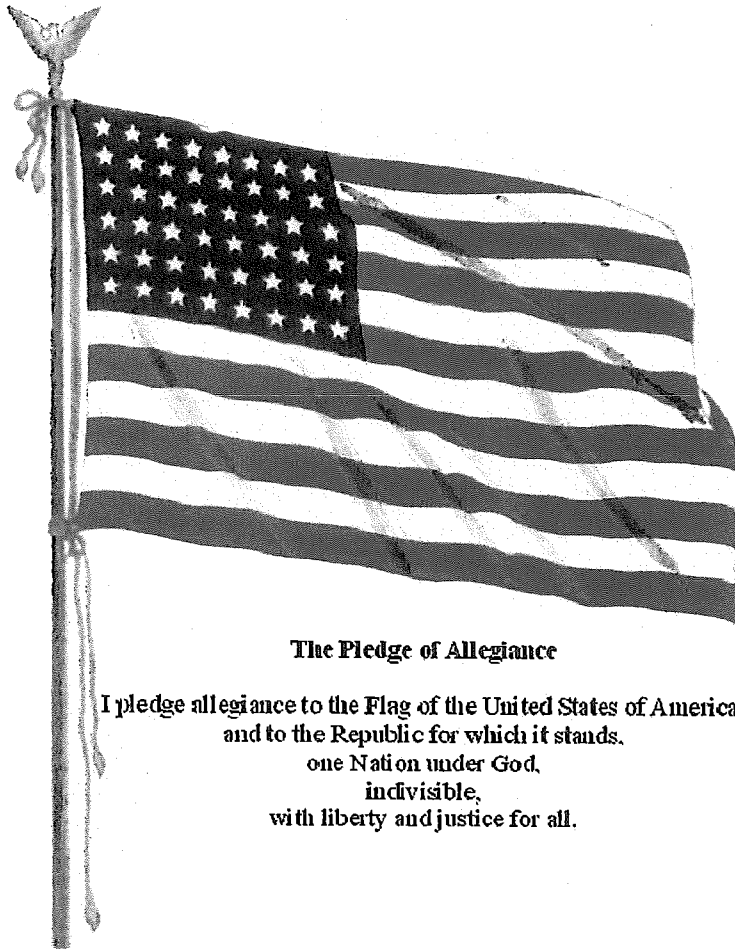 The Pledge of Allegiance
I pledge allegiance to the Flag of the United States of America
and to the Republic for which it stands,
one Nation under God,
indivisible,
with liberty and justice for all.